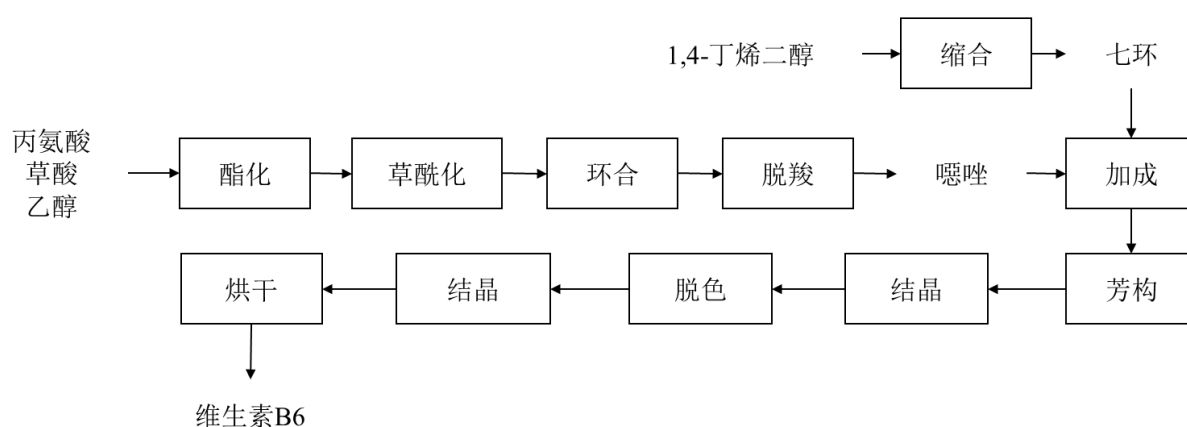 1,4-丁烯二醇
缩合
七环
丙氨酸
草酸
乙醇
酯化
草酰化
环合
脱羧
噁唑
加成
烘干
结晶
脱色
结晶
芳构
维生素B6